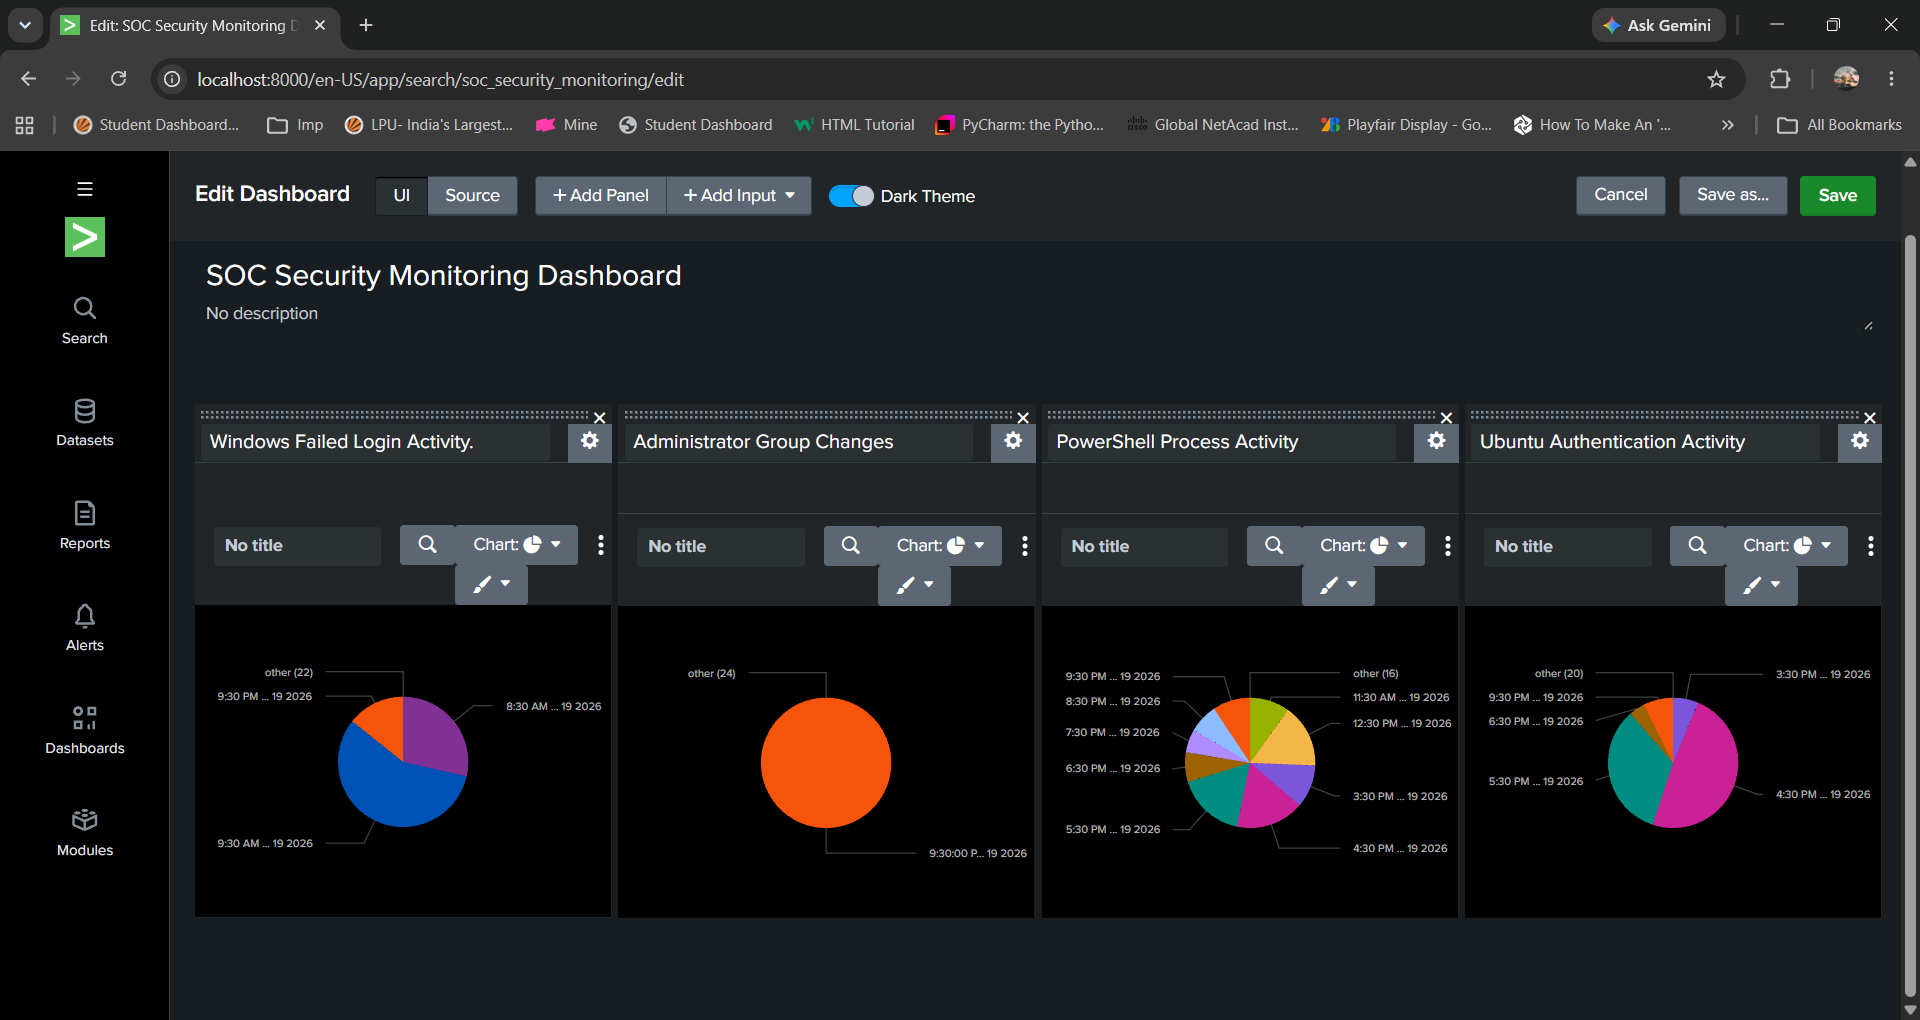 Edit: SOC Security Monitoring D
Ask Gemini
localhost:8000/en-US/app/search/soc_security_monitoring/edit
Student Dashboard...
Imp
LPU- India's Largest...
Mine
Student Dashboard
HTML Tutorial
PyCharm: the Pytho...
Global NetAcad Inst...
Playfair Display - Go...
How To Make An '...
All Bookmarks
Edit Dashboard
UI
Source
+ Add Panel
+ Add Input
Dark Theme
Cancel
Save as...
Save
Search
Datasets
Reports
Alerts
Dashboards
Modules
SOC Security Monitoring Dashboard
No description
Windows Failed Login Activity.
No title
Chart:
other (22)
9:30 PM ... 19 2026
8:30 AM ... 19 2026
9:30 AM ... 19 2026
Administrator Group Changes
No title
Chart:
other (24)
9:30:00 P... 19 2026
PowerShell Process Activity
No title
Chart:
9:30 PM ... 19 2026
8:30 PM ... 19 2026
7:30 PM ... 19 2026
6:30 PM ... 19 2026
5:30 PM ... 19 2026
other (16)
11:30 AM ... 19 2026
12:30 PM ... 19 2026
3:30 PM ... 19 2026
4:30 PM ... 19 2026
Ubuntu Authentication Activity
No title
Chart:
other (20)
9:30 PM ... 19 2026
6:30 PM ... 19 2026
5:30 PM ... 19 2026
3:30 PM ... 19 2026
4:30 PM ... 19 2026